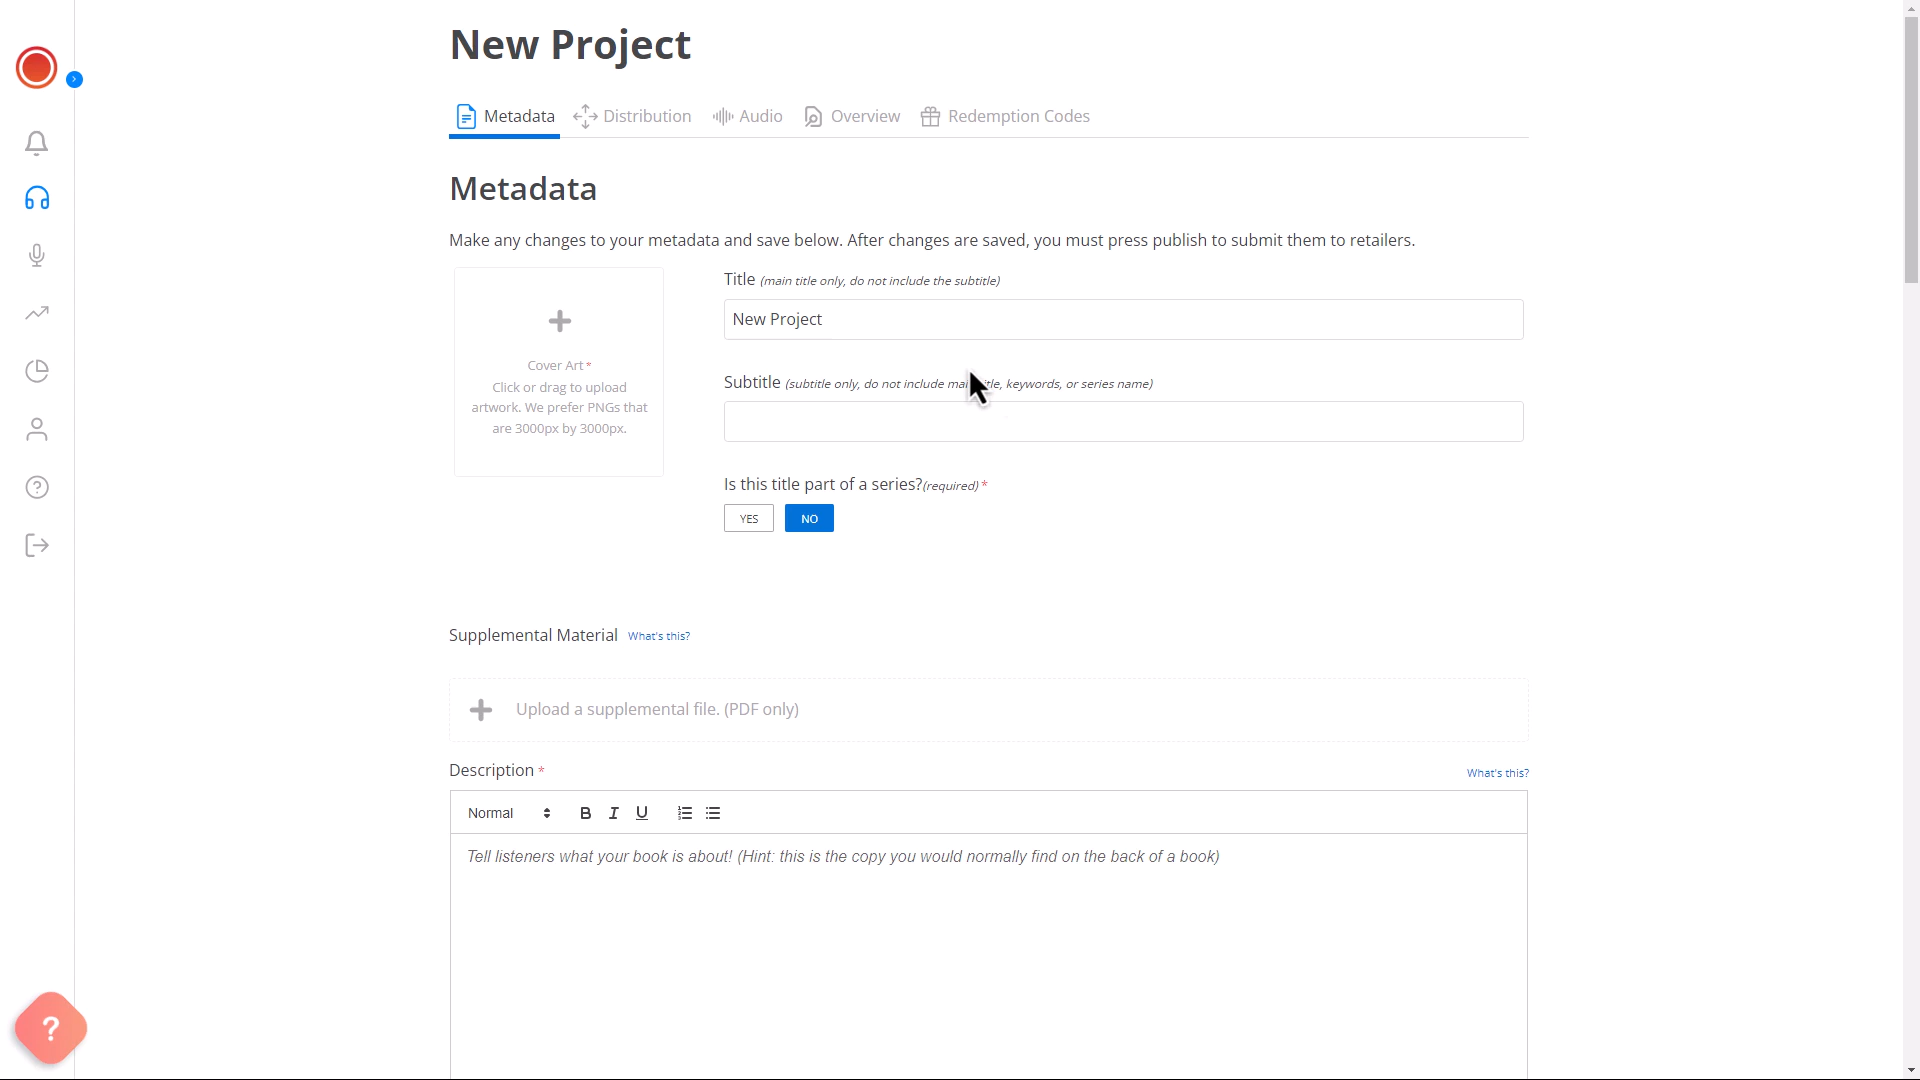 New Project
Metadata
Distribution
Audio
Overview
Redemption Codes
Metadata
Make any changes to your metadata and save below. After changes are saved, you must press publish to submit them to retailers.
Cover Art*
Click or drag to upload
artwork. We prefer PNGs that
are 3000px by 3000px.
Title (main title only, do not include the subtitle)
New Project
Subtitle (subtitle only, do not include main title, keywords, or series name)
Is this title part of a series?(required) *
YES
NO
Supplemental Material What's this?
Upload a supplemental file. (PDF only)
Description *
What's this?
Normal
B I U
Tell listeners what your book is about! (Hint: this is the copy you would normally find on the back of a book)
?